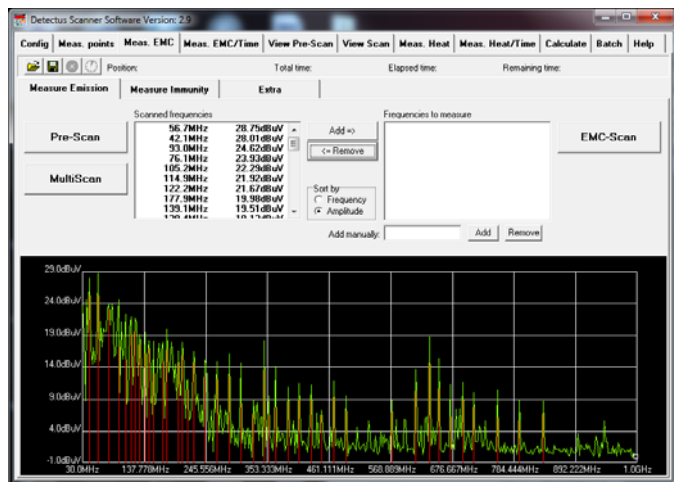 Detectus Scanner Software Version: 2.9
Config Meas. points Meas. EMC Meas. EMC/Time View Pre-Scan View Scan Meas. Heat Meas. Heat/Time Calculate Batch Help
Position: Total time: Elapsed time: Remaining time:
Measure Emission Measure Immunity Extra
Scanned frequencies Frequencies to measure
Pre-Scan
MultiScan
56.7MHz 28.75dBuV
42.1MHz 28.01dBuV
93.0MHz 24.62dBuV
76.1MHz 23.93dBuV
105.2MHz 22.29dBuV
114.9MHz 21.92dBuV
122.2MHz 21.67dBuV
177.9MHz 19.98dBuV
139.1MHz 19.51dBuV
Add =>
<= Remove
Sort by
Frequency
Amplitude
EMC-Scan
Add manually: Add Remove
29.0dBuV
24.0dBuV
19.0dBuV
14.0dBuV
9.0dBuV
4.0dBuV
-1.0dBuV
30.0MHz 137.778MHz 245.556MHz 353.333MHz 461.111MHz 568.889MHz 676.667MHz 784.444MHz 892.222MHz 1.0GHz